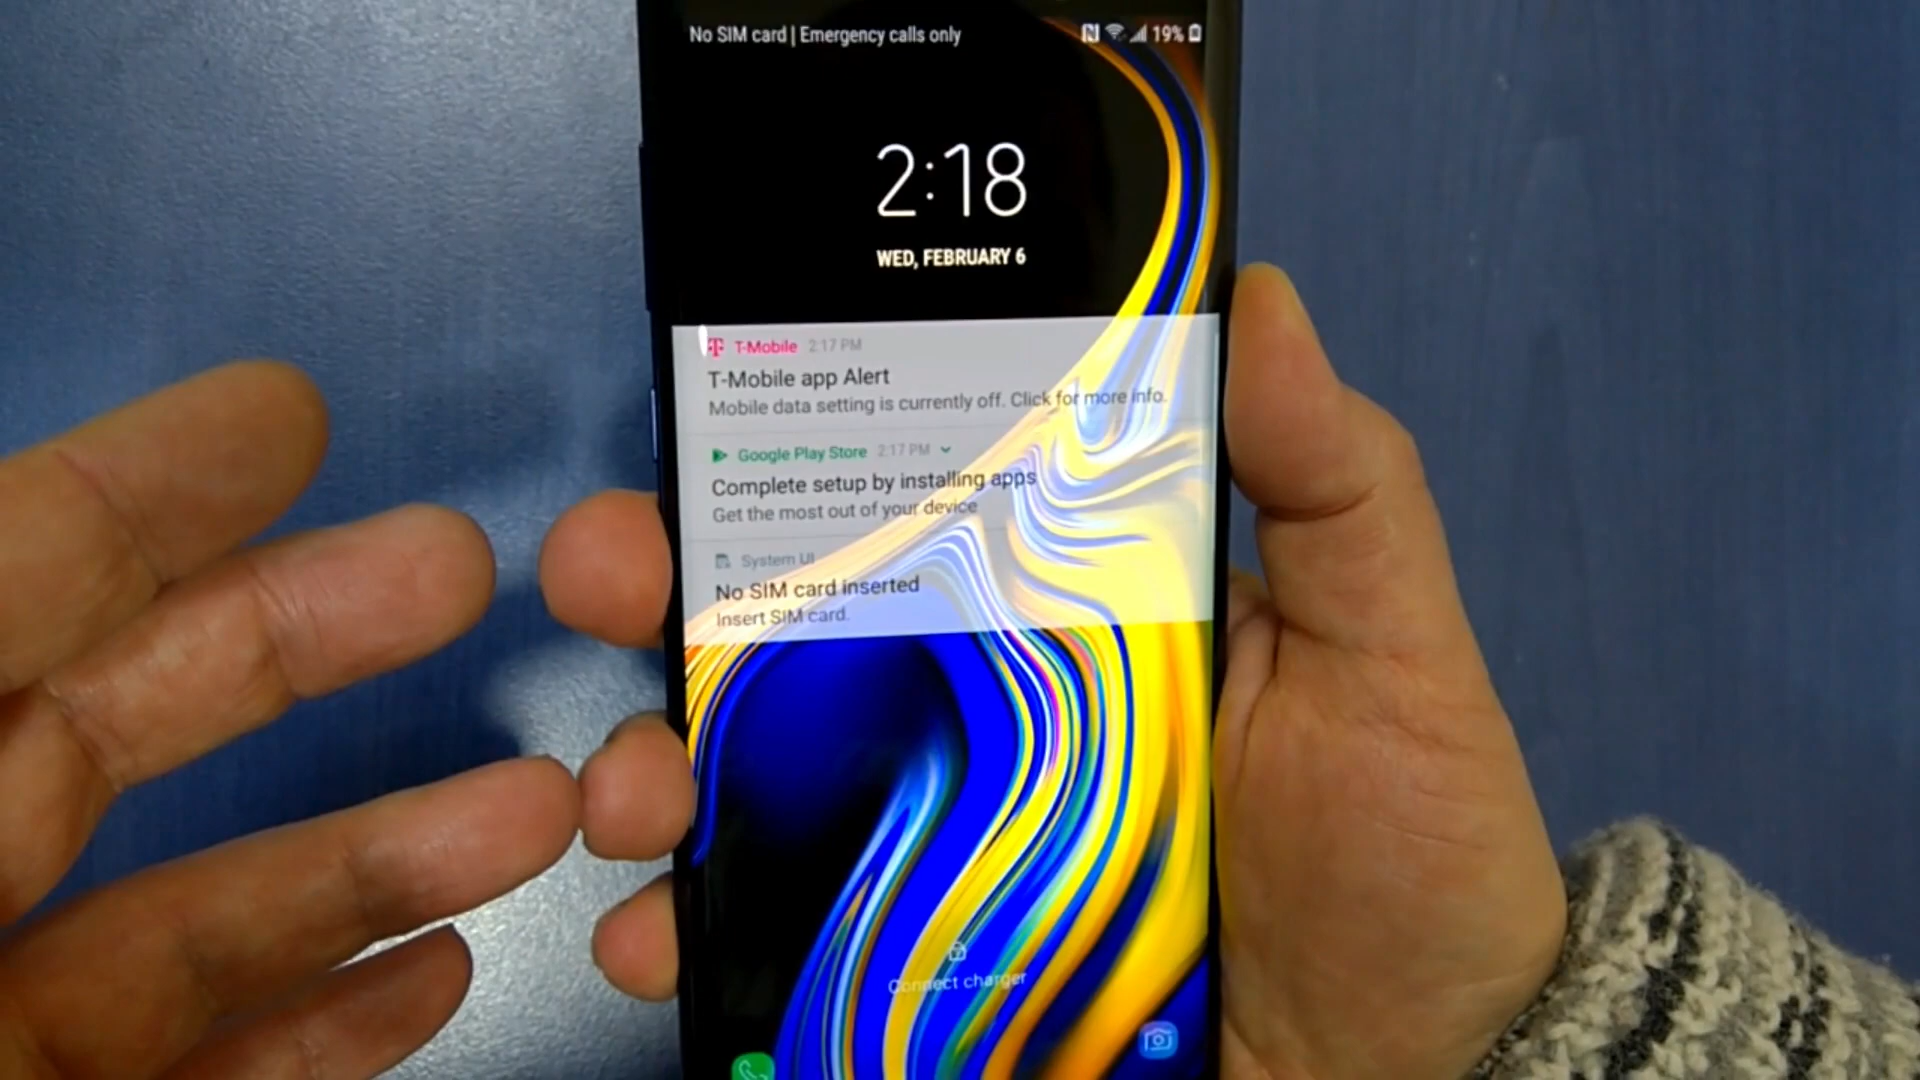 No SIM card | Emergency calls only 19%
2:18
WED, FEBRUARY 6
T-Mobile 2:17 PM
T-Mobile app Alert
Mobile data setting is currently off. Click for more info.
Google Play Store 2:17 PM
Complete setup by installing apps
Get the most out of your device
System UI
No SIM card inserted
Insert SIM card.
Connect charger